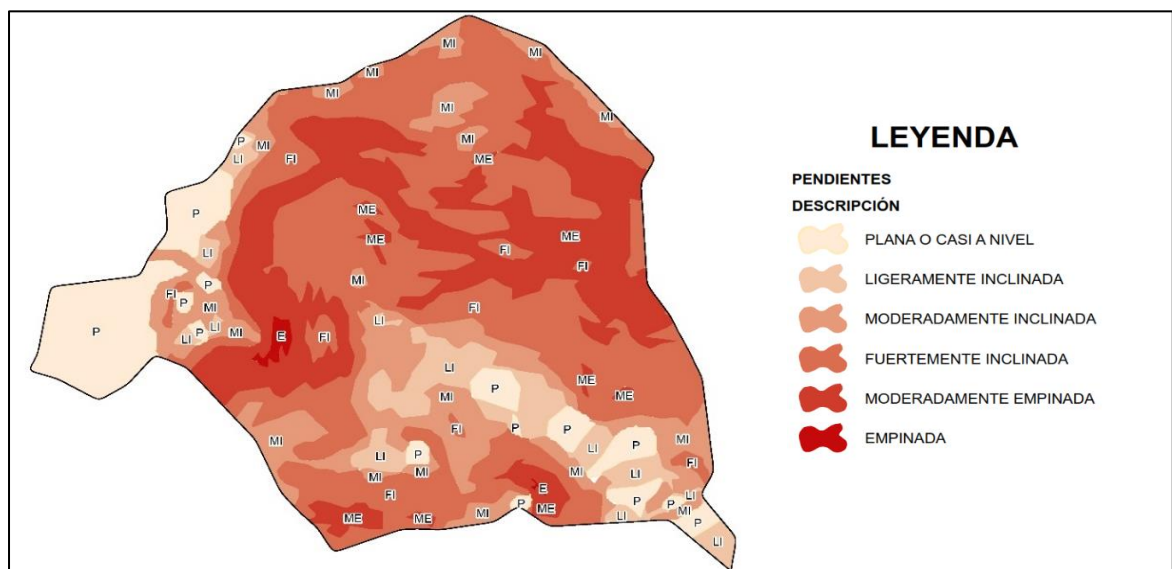 MI
MI
MI
MI
MI
MI
P
MI
MI
LI
FI
ME
ME
P
ME
ME
LI
FI
FI
MI
P
FI
P
MI
FI
LI
P
LI
P
MI
E
FI
LI
LI
ME
P
MI
ME
FI
P
P
MI
MI
LI
P
LI
P
MI
MI
MI
LI
FI
E
FI
LI
P
P
P
MI
ME
ME
MI
ME
LI
P
LI
LEYENDA
PENDIENTES
DESCRIPCIÓN
PLANA O CASI A NIVEL
LIGERAMENTE INCLINADA
MODERADAMENTE INCLINADA
FUERTEMENTE INCLINADA
MODERADAMENTE EMPINADA
EMPINADA